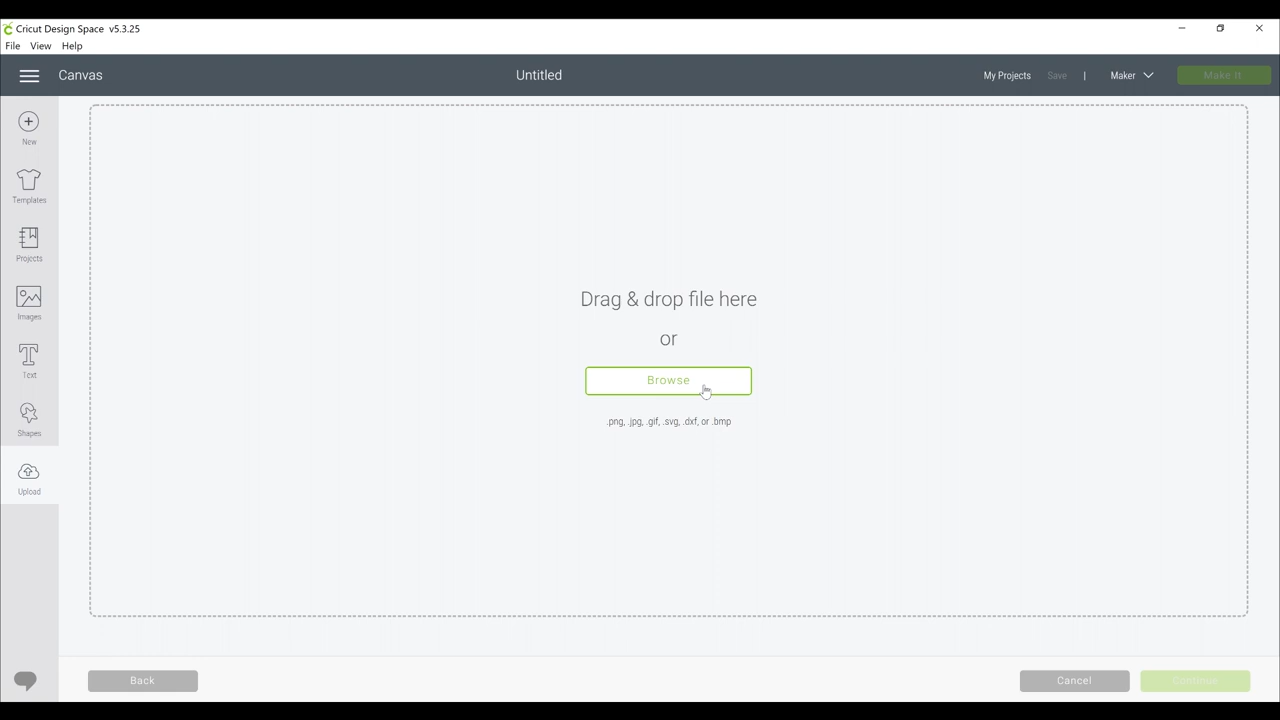 Cricut Design Space v5.3.25
File View Help
Canvas
Untitled
My Projects Save | Maker
Make It
New
Templates
Projects
Images
Text
Shapes
Upload
Drag & drop file here
or
Browse
.png, .jpg, .gif, .svg, .dxf, or .bmp
Back
Cancel
Continue